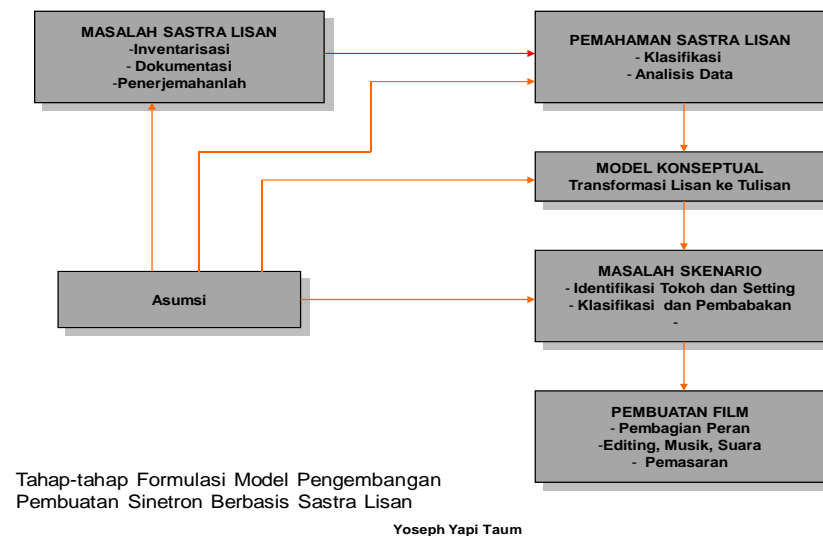 MASALAH SASTRA LISAN
-Inventarisasi
- Dokumentasi
-Penerjemahanlah
PEMAHAMAN SASTRA LISAN
- Klasifikasi
- Analisis Data
MODEL KONSEPTUAL
Transformasi Lisan ke Tulisan
Asumsi
MASALAH SKENARIO
- Identifikasi Tokoh dan Setting
- Klasifikasi dan Pembabakan
-
PEMBUATAN FILM
- Pembagian Peran
-Editing, Musik, Suara
- Pemasaran
Tahap-tahap Formulasi Model Pengembangan
Pembuatan Sinetron Berbasis Sastra Lisan
Yoseph Yapi Taum